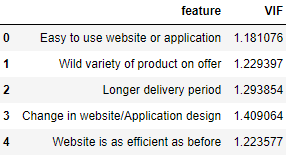 feature VIF
0 Easy to use website or application 1.181076
1 Wild variety of product on offer 1.229397
2 Longer delivery period 1.293854
3 Change in website/Application design 1.409064
4 Website is as efficient as before 1.223577